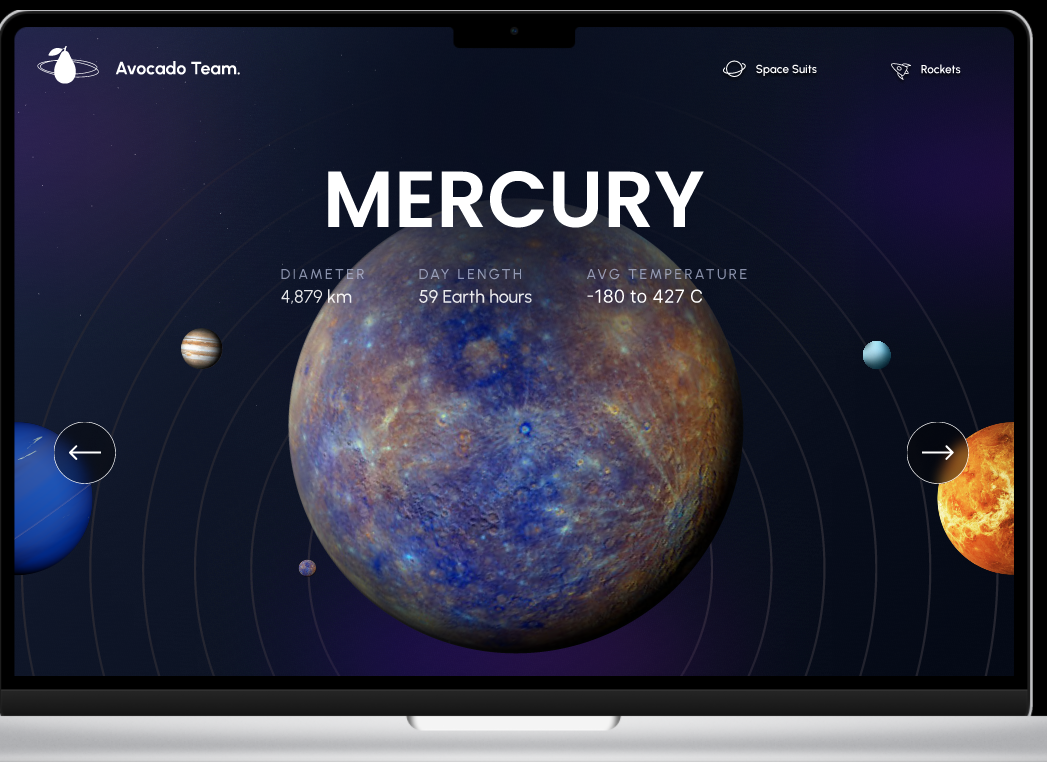 Avocado Team.
Space Suits
Rockets
MERCURY
DIAMETER
4,879 km
DAY LENGTH
59 Earth hours
AVG TEMPERATURE
-180 to 427 C